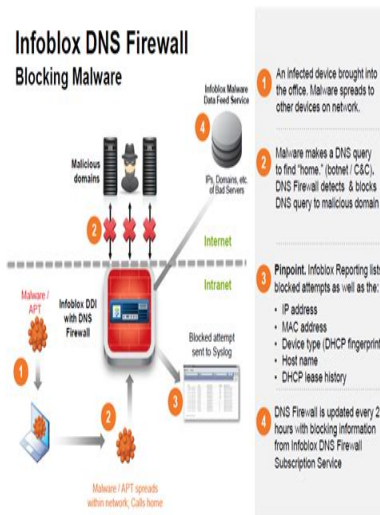 Infoblox DNS Firewall
Blocking Malware
Infoblox Malware
Data Feed Service
4
Malicious
domains
IPs, Domains, etc.
of Bad Servers
2
Internet
Intranet
Malware /
APT
Infoblox DDI
with DNS
Firewall
Blocked attempt
sent to Syslog
1
2
3
Malware / APT spreads
within network; Calls home
1
An infected device brought into
the office. Malware spreads to
other devices on network.
2
Malware makes a DNS query
to find "home." (botnet / C&C).
DNS Firewall detects & blocks
DNS query to malicious domain
3
Pinpoint. Infoblox Reporting lists
blocked attempts as well as the:
• IP address
• MAC address
• Device type (DHCP fingerprint
• Host name
• DHCP lease history
4
DNS Firewall is updated every 2
hours with blocking information
from Infoblox DNS Firewall
Subscription Service